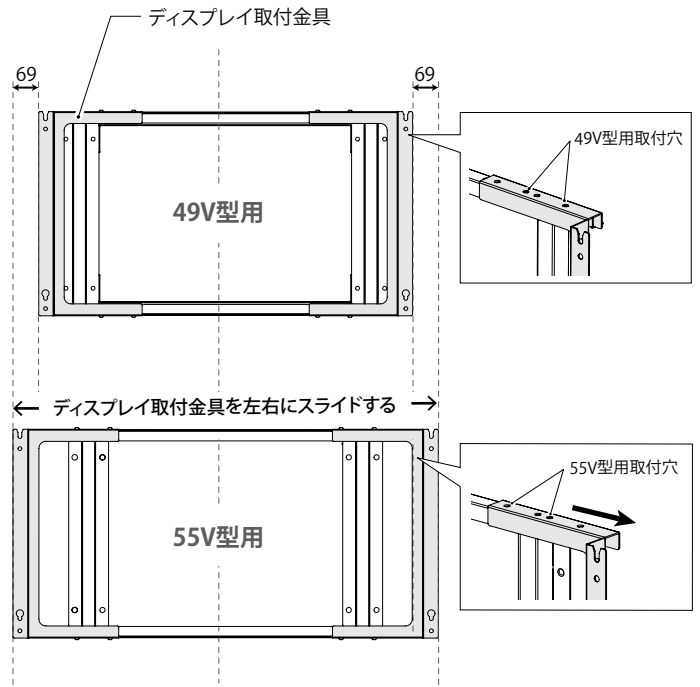 ディスプレイ取付金具
69
69
49V型用取付穴
49V型用
← ディスプレイ取付金具を左右にスライドする →
55V型用取付穴
55V型用